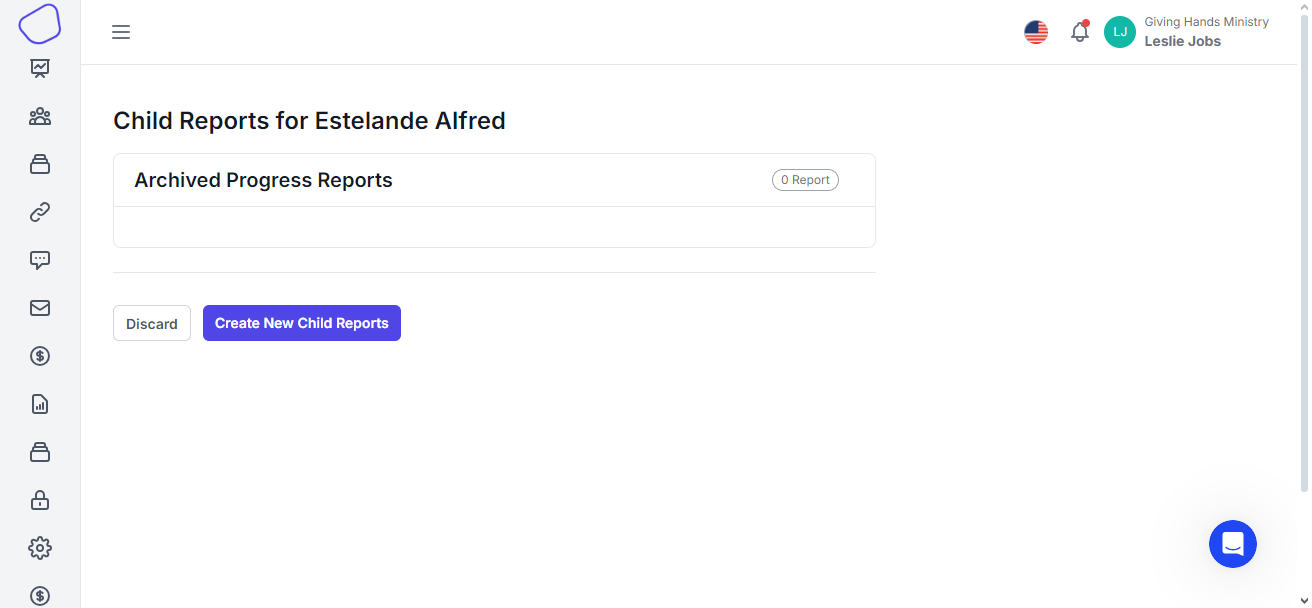 Giving Hands Ministry
LJ
Leslie Jobs
Child Reports for Estelande Alfred
Archived Progress Reports
0 Report
Discard
Create New Child Reports